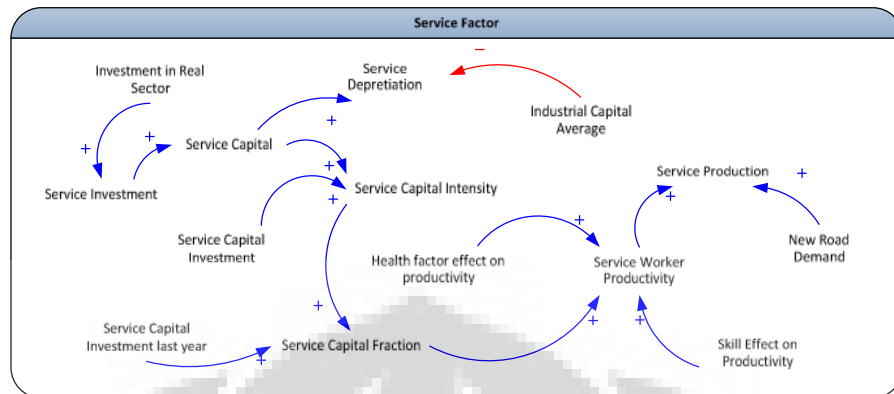 Service Factor
Investment in Real
Sector
Service
Depretiation
Industrial Capital
Average
Service Capital
Service Investment
Service Capital Intensity
Service Production
Service Capital
Investment
Health factor effect on
productivity
Service Worker
Productivity
New Road
Demand
Service Capital
Investment last year
Service Capital Fraction
Skill Effect on
Productivity